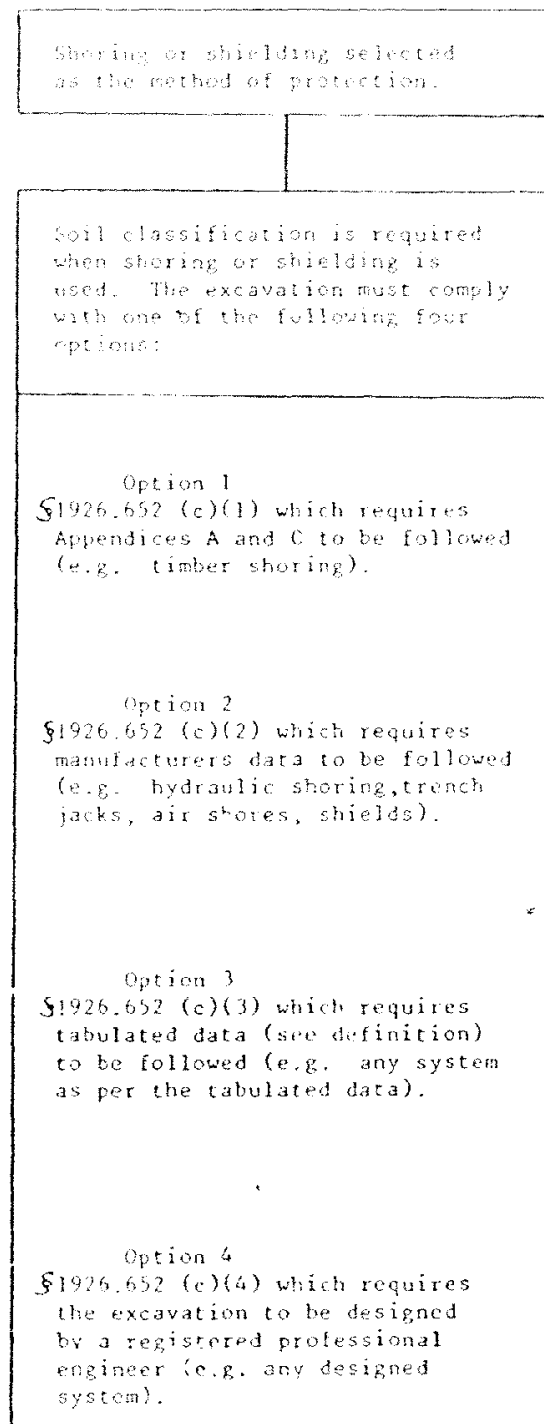 Shoring or shielding selected
as the method of protection.
Soil classification is required
when shoring or shielding is
used. The excavation must comply
with one of the following four
options:
Option 1
§1926.652 (c)(1) which requires
Appendices A and C to be followed
(e.g. timber shoring).
Option 2
§1926.652 (c)(2) which requires
manufacturers data to be followed
(e.g. hydraulic shoring,trench
jacks, air shores, shields).
Option 3
§1926.652 (c)(3) which requires
tabulated data (see definition)
to be followed (e.g. any system
as per the tabulated data).
Option 4
§1926.652 (c)(4) which requires
the excavation to be designed
by a registered professional
engineer (e.g. any designed
system).